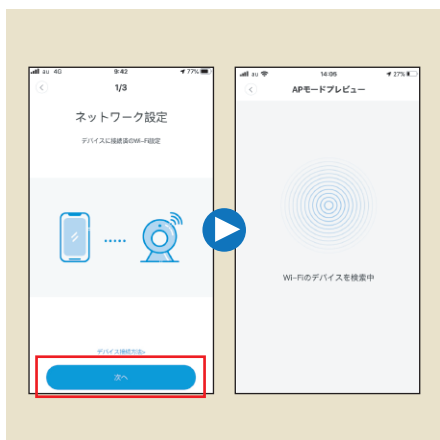 au 4G 9:42 77%
1/3
ネットワーク設定
デバイスに接続済のWi-Fi設定
デバイス接続方法>
次へ
au 14:06 27%
APモードプレビュー
Wi-Fiのデバイスを検索中